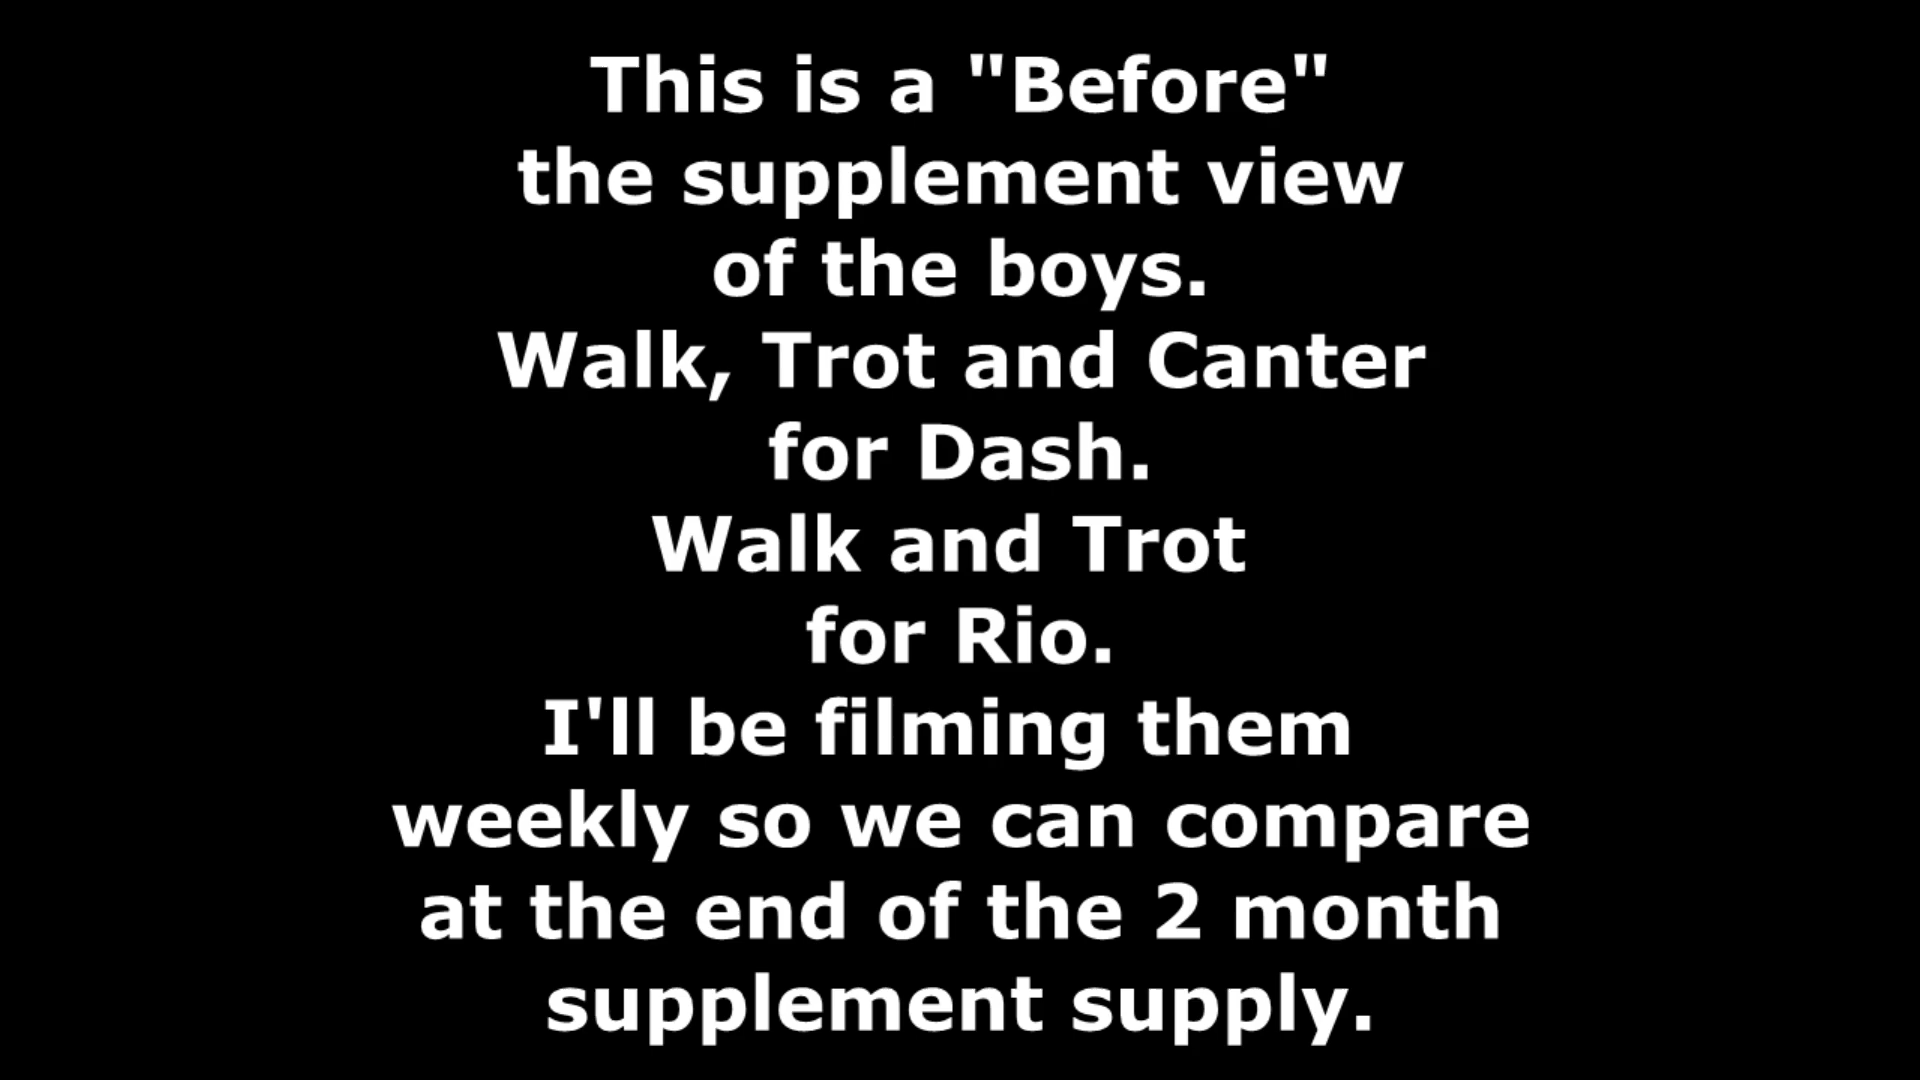 This is a "Before"
the supplement view
of the boys.
Walk, Trot and Canter
for Dash.
Walk and Trot
for Rio.
I'll be filming them
weekly so we can compare
at the end of the 2 month
supplement supply.